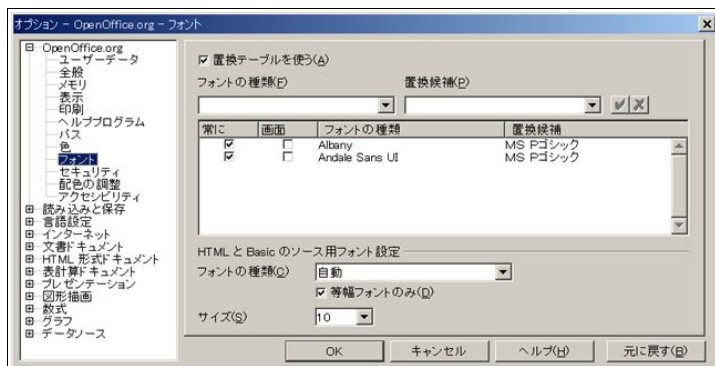 オプション - OpenOffice.org - フォント
OpenOffice.org
ユーザーデータ
全般
メモリ
表示
印刷
ヘルププログラム
パス
色
フォント
セキュリティ
配色の調整
アクセシビリティ
読み込みと保存
言語設定
インターネット
文書ドキュメント
HTML 形式ドキュメント
表計算ドキュメント
プレゼンテーション
図形描画
数式
グラフ
データソース
置換テーブルを使う(A)
フォントの種類(F) 置換候補(P)
常に 画面 フォントの種類 置換候補
Albany MS Pゴシック
Andale Sans UI MS Pゴシック
HTML と Basic のソース用フォント設定
フォントの種類(C) 自動
等幅フォントのみ(D)
サイズ(S) 10
OK キャンセル ヘルプ(H) 元に戻す(B)